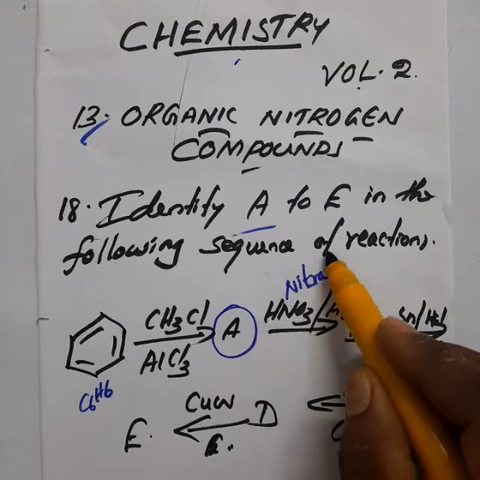 CHEMISTRY
VOL. 2.
13. ORGANIC NITROGEN
COMPOUNDS
18. Identify A to E in the
following sequence of reactions.
Nitra
CH3Cl A HNO3/ Sn/HCl
AlCl3
C6H6
CuCN D
E.